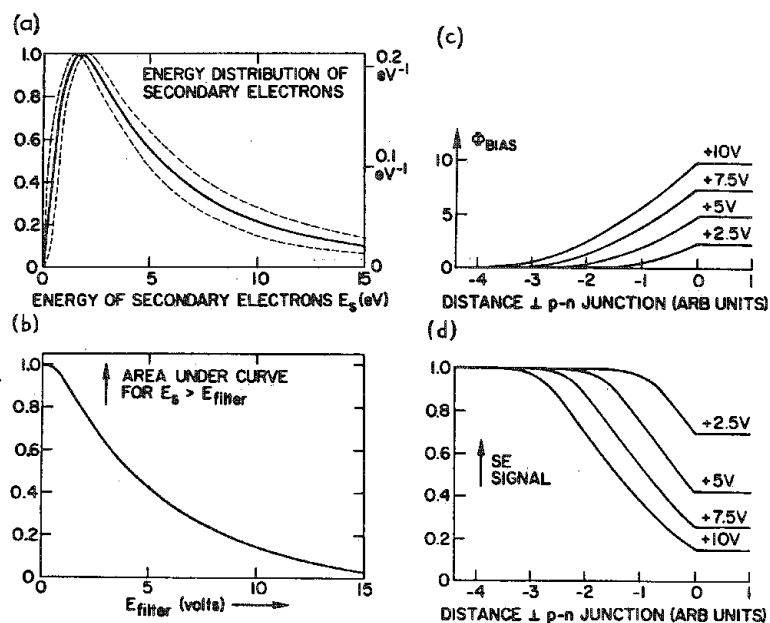 (a)
1.0
0.8
0.6
0.4
0.2
0
0.2
eV⁻¹
0.1
eV⁻¹
0
ENERGY DISTRIBUTION OF
SECONDARY ELECTRONS
0 5 10 15
ENERGY OF SECONDARY ELECTRONS Es (eV)
(b)
1.0
0.8
0.6
0.4
0.2
0
AREA UNDER CURVE
FOR Es > Efilter
0 5 10 15
Efilter (volts)
(c)
ΦBIAS
10
5
0
+10V
+7.5V
+5V
+2.5V
-4 -3 -2 -1 0 1
DISTANCE ⊥ p-n JUNCTION (ARB UNITS)
(d)
1.0
0.8
0.6
0.4
0.2
0
SE
SIGNAL
+2.5V
+5V
+7.5V
+10V
-4 -3 -2 -1 0 1
DISTANCE ⊥ p-n JUNCTION (ARB UNITS)